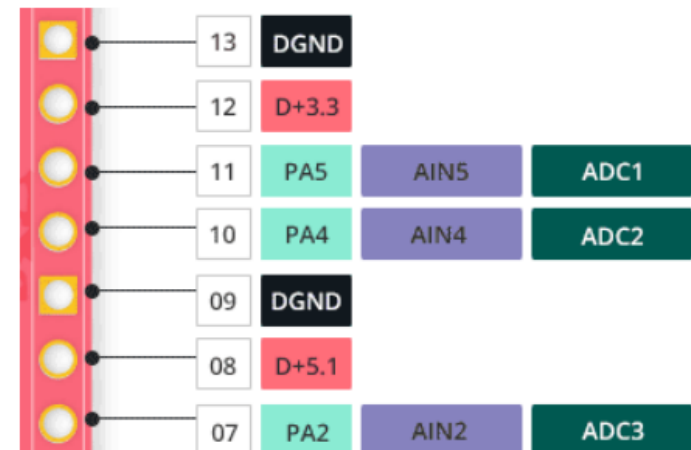 13 DGND
12 D+3.3
11 PA5 AIN5 ADC1
10 PA4 AIN4 ADC2
09 DGND
08 D+5.1
07 PA2 AIN2 ADC3